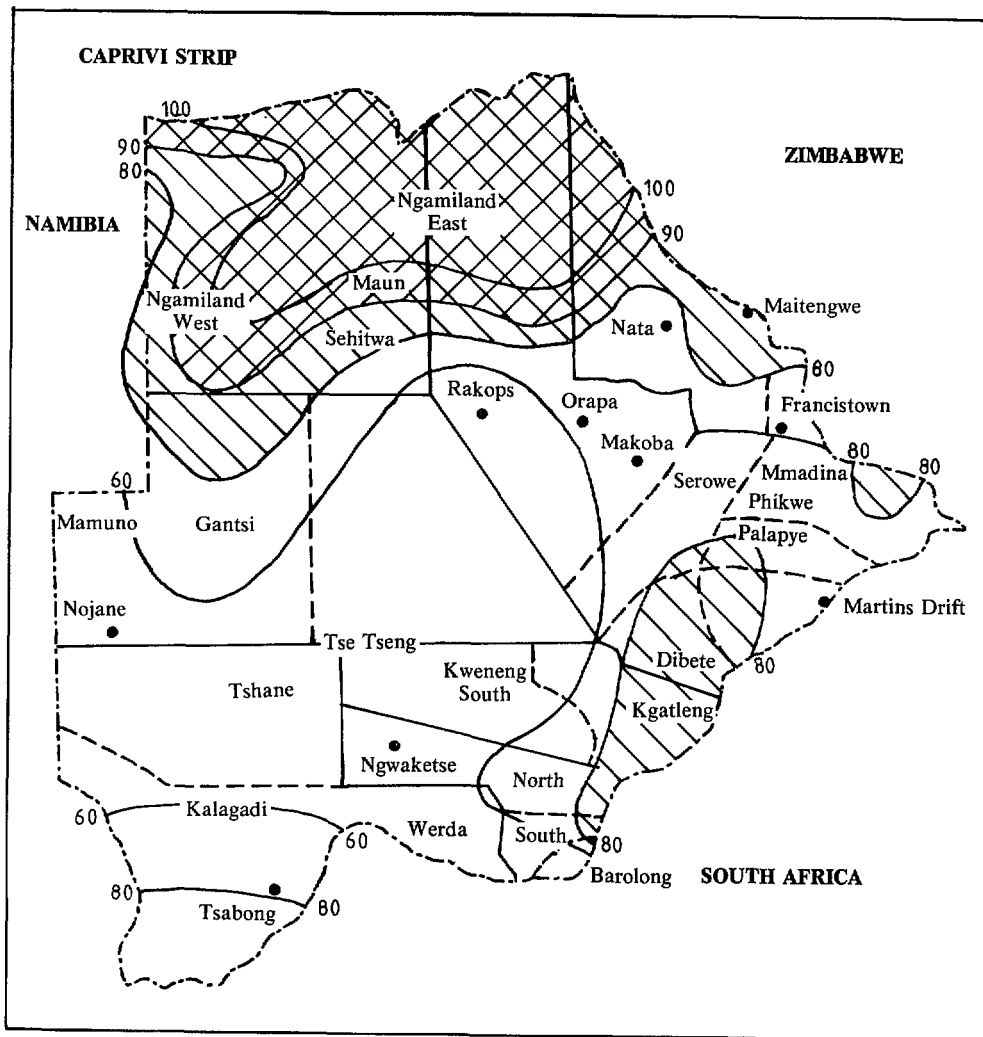 CAPRIVI STRIP
100
90
80
ZIMBABWE
NAMIBIA
Ngamiland
East
100
90
Ngamiland
West
Maun
Sehitwa
Nata
Maitengwe
80
Rakops
Orapa
Francistown
Makoba
80
80
60
Serowe
Mmadina
Phikwe
Mamuno
Gantsi
Palapye
Nojane
Martins Drift
Tse Tseng
80
Dibete
Kweneng
South
Tshane
Kgatleng
Ngwaketse
North
60
Kalagadi
60
Werda
South
80
Barolong
SOUTH AFRICA
80
Tsabong
80